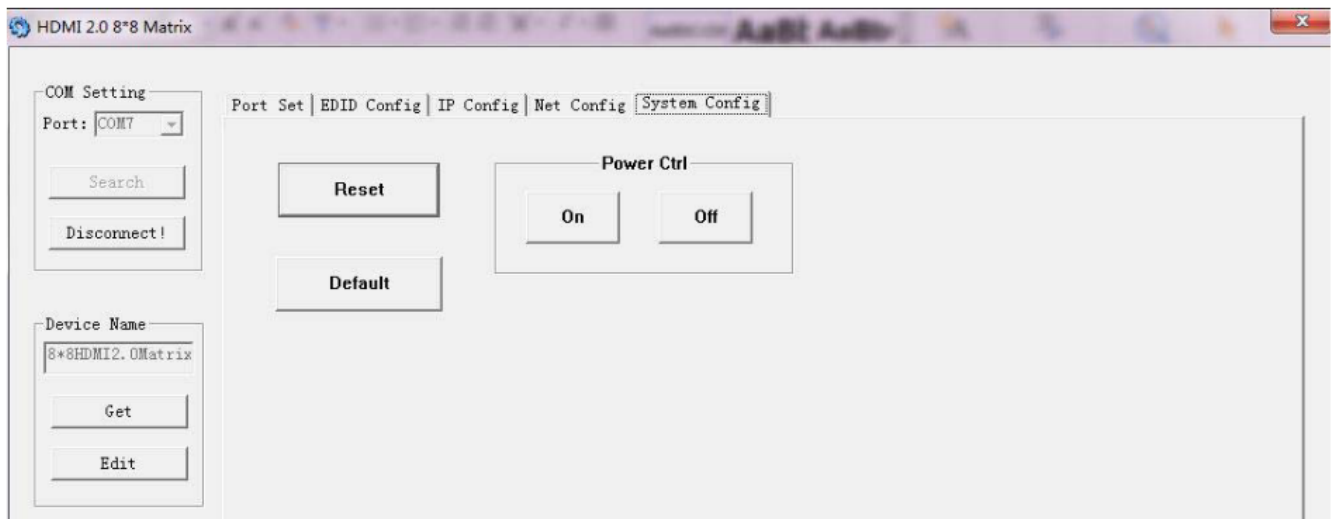 HDMI 2.0 8*8 Matrix
AaBb AaBb
COM Setting
Port: COM7
Search
Disconnect!
Port Set EDID Config IP Config Net Config System Config
Reset
Default
Power Ctrl
On Off
Device Name
8*8HDMI2.0Matrix
Get
Edit